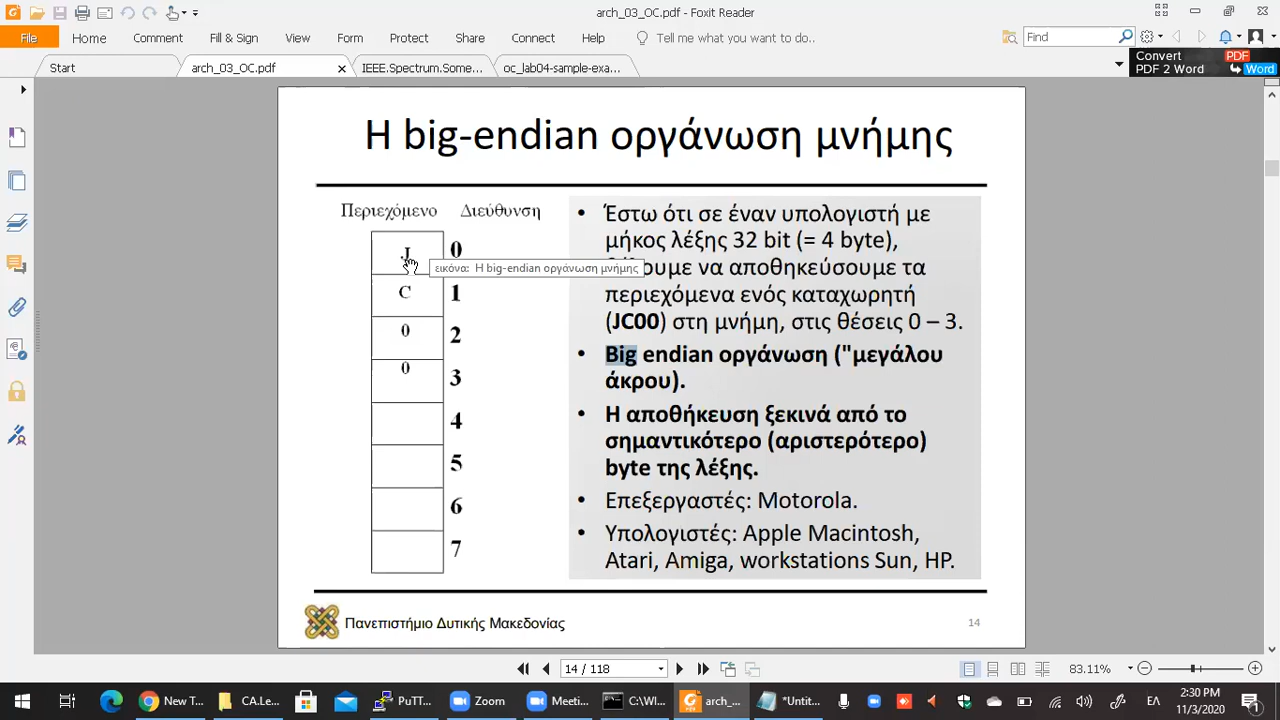 arch_03_OC.pdf - Foxit Reader
File Home Comment Fill & Sign View Form Protect Share Connect Help Tell me what you want to do.. Find
Start arch_03_OC.pdf IEEE.Spectrum.Some... oc_lab04-sample-exa...
Convert PDF
PDF 2 Word Word
Η big-endian οργάνωση μνήμης
Περιεχόμενο Διεύθυνση
J 0
εικόνα: Η big-endian οργάνωση μνήμης
C 1
0 2
0 3
4
5
6
7
• Έστω ότι σε έναν υπολογιστή με
μήκος λέξης 32 bit (= 4 byte),
να αποθηκεύσουμε τα
περιεχόμενα ενός καταχωρητή
(JC00) στη μνήμη, στις θέσεις 0 – 3.
• Big endian οργάνωση ("μεγάλου
άκρου).
• Η αποθήκευση ξεκινά από το
σημαντικότερο (αριστερότερο)
byte της λέξης.
• Επεξεργαστές: Motorola.
• Υπολογιστές: Apple Macintosh,
Atari, Amiga, workstations Sun, HP.
Πανεπιστήμιο Δυτικής Μακεδονίας 14
14 / 118 83.11%
New T... CA.Le... PuTT... Zoom Meeti... C:\WI... arch_... *Untit... ΕΛ 2:30 PM
11/3/2020